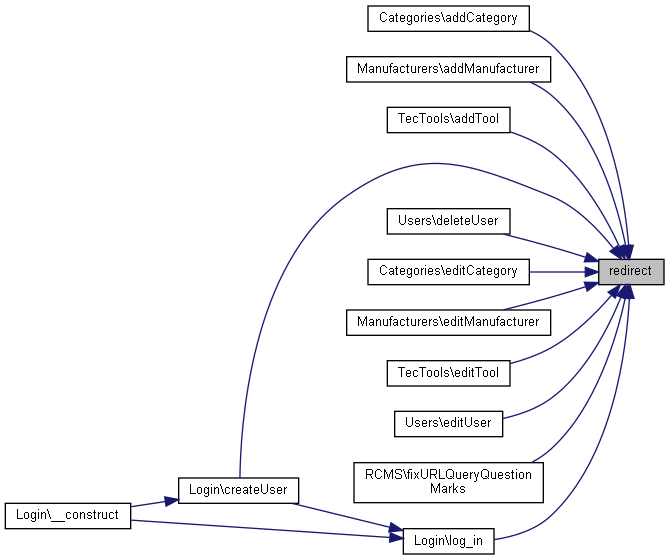 Categories\addCategory
Manufacturers\addManufacturer
TecTools\addTool
Users\deleteUser
redirect
Categories\editCategory
Manufacturers\editManufacturer
TecTools\editTool
Users\editUser
RCMS\fixURLQueryQuestion
Marks
Login\createUser
Login\__construct
Login\log_in